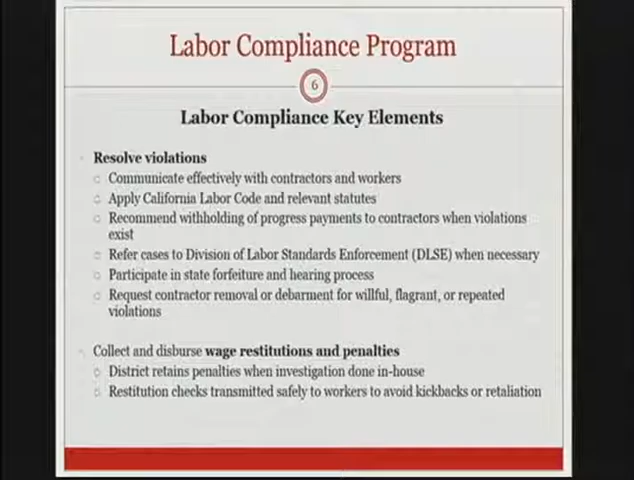 Labor Compliance Program
6
Labor Compliance Key Elements
Resolve violations
Communicate effectively with contractors and workers
Apply California Labor Code and relevant statutes
Recommend withholding of progress payments to contractors when violations
exist
Refer cases to Division of Labor Standards Enforcement (DLSE) when necessary
Participate in state forfeiture and hearing process
Request contractor removal or debarment for willful, flagrant, or repeated
violations
Collect and disburse wage restitutions and penalties
District retains penalties when investigation done in-house
Restitution checks transmitted safely to workers to avoid kickbacks or retaliation